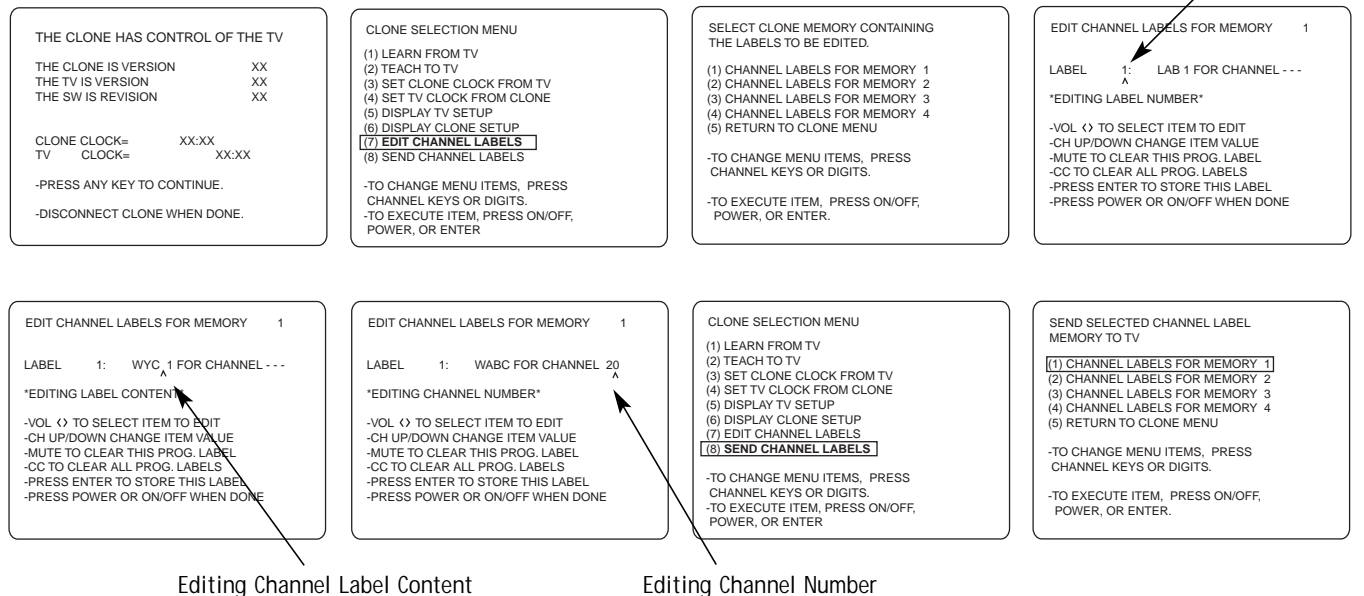 THE CLONE HAS CONTROL OF THE TV
THE CLONE IS VERSION XX
THE TV IS VERSION XX
THE SW IS REVISION XX
CLONE CLOCK= XX:XX
TV CLOCK= XX:XX
-PRESS ANY KEY TO CONTINUE.
-DISCONNECT CLONE WHEN DONE.
CLONE SELECTION MENU
(1) LEARN FROM TV
(2) TEACH TO TV
(3) SET CLONE CLOCK FROM TV
(4) SET TV CLOCK FROM CLONE
(5) DISPLAY TV SETUP
(6) DISPLAY CLONE SETUP
(7) EDIT CHANNEL LABELS
(8) SEND CHANNEL LABELS
-TO CHANGE MENU ITEMS, PRESS
CHANNEL KEYS OR DIGITS.
-TO EXECUTE ITEM, PRESS ON/OFF,
POWER, OR ENTER
SELECT CLONE MEMORY CONTAINING
THE LABELS TO BE EDITED.
(1) CHANNEL LABELS FOR MEMORY 1
(2) CHANNEL LABELS FOR MEMORY 2
(3) CHANNEL LABELS FOR MEMORY 3
(4) CHANNEL LABELS FOR MEMORY 4
(5) RETURN TO CLONE MENU
-TO CHANGE MENU ITEMS, PRESS
CHANNEL KEYS OR DIGITS.
-TO EXECUTE ITEM, PRESS ON/OFF,
POWER, OR ENTER.
EDIT CHANNEL LABELS FOR MEMORY 1
LABEL 1: LAB 1 FOR CHANNEL - - -
^
*EDITING LABEL NUMBER*
-VOL <> TO SELECT ITEM TO EDIT
-CH UP/DOWN CHANGE ITEM VALUE
-MUTE TO CLEAR THIS PROG. LABEL
-CC TO CLEAR ALL PROG. LABELS
-PRESS ENTER TO STORE THIS LABEL
-PRESS POWER OR ON/OFF WHEN DONE
EDIT CHANNEL LABELS FOR MEMORY 1
LABEL 1: WYC 1 FOR CHANNEL - - -
^
*EDITING LABEL CONTENT*
-VOL <> TO SELECT ITEM TO EDIT
-CH UP/DOWN CHANGE ITEM VALUE
-MUTE TO CLEAR THIS PROG. LABEL
-CC TO CLEAR ALL PROG. LABELS
-PRESS ENTER TO STORE THIS LABEL
-PRESS POWER OR ON/OFF WHEN DONE
EDIT CHANNEL LABELS FOR MEMORY 1
LABEL 1: WABC FOR CHANNEL 20
^
*EDITING CHANNEL NUMBER*
-VOL <> TO SELECT ITEM TO EDIT
-CH UP/DOWN CHANGE ITEM VALUE
-MUTE TO CLEAR THIS PROG. LABEL
-CC TO CLEAR ALL PROG. LABELS
-PRESS ENTER TO STORE THIS LABEL
-PRESS POWER OR ON/OFF WHEN DONE
CLONE SELECTION MENU
(1) LEARN FROM TV
(2) TEACH TO TV
(3) SET CLONE CLOCK FROM TV
(4) SET TV CLOCK FROM CLONE
(5) DISPLAY TV SETUP
(6) DISPLAY CLONE SETUP
(7) EDIT CHANNEL LABELS
(8) SEND CHANNEL LABELS
-TO CHANGE MENU ITEMS, PRESS
CHANNEL KEYS OR DIGITS.
-TO EXECUTE ITEM, PRESS ON/OFF,
POWER, OR ENTER
SEND SELECTED CHANNEL LABEL
MEMORY TO TV
(1) CHANNEL LABELS FOR MEMORY 1
(2) CHANNEL LABELS FOR MEMORY 2
(3) CHANNEL LABELS FOR MEMORY 3
(4) CHANNEL LABELS FOR MEMORY 4
(5) RETURN TO CLONE MENU
-TO CHANGE MENU ITEMS, PRESS
CHANNEL KEYS OR DIGITS.
-TO EXECUTE ITEM, PRESS ON/OFF,
POWER, OR ENTER.
Editing Channel Label Content
Editing Channel Number